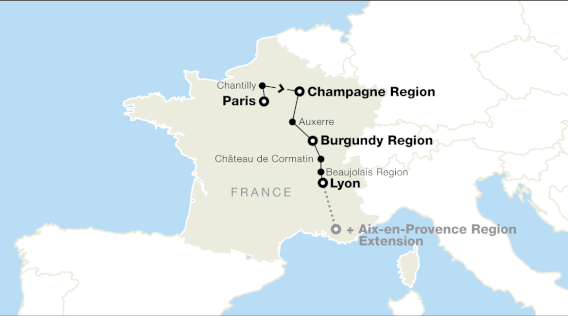 Chantilly
Paris
Champagne Region
Auxerre
Burgundy Region
Château de Cormatin
Beaujolais Region
Lyon
FRANCE
+ Aix-en-Provence Region
Extension